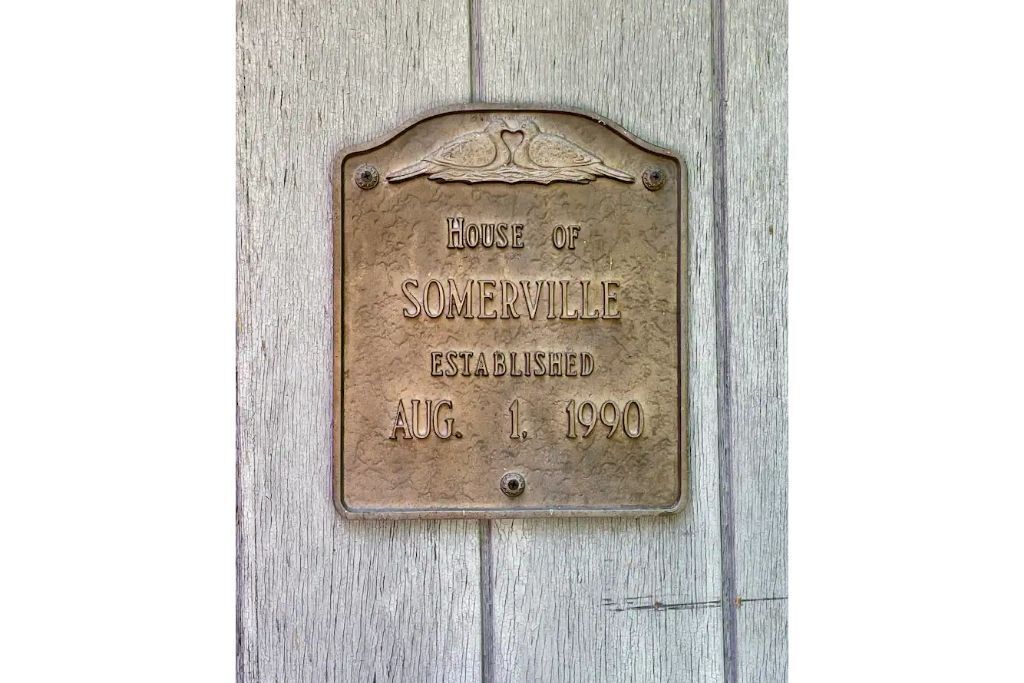 House of
SOMERVILLE
ESTABLISHED
AUG. 1, 1990